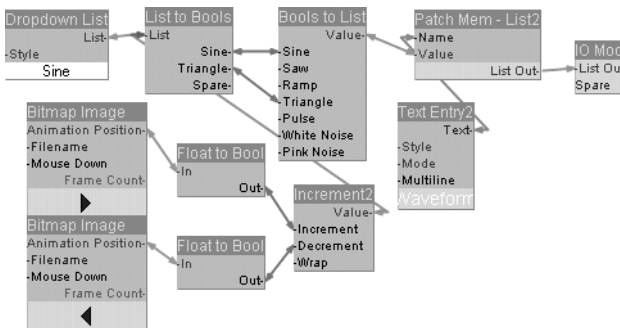 Dropdown List
List-
-Style
Sine
List to Bools
-List
Sine-
Triangle-
Spare-
Bools to List
Value-
-Sine
-Saw
-Ramp
-Triangle
-Pulse
-White Noise
-Pink Noise
Patch Mem - List2
-Name
-Value
List Out-
IO Mod
-List Ou
Spare
Text Entry2
Text-
-Style
-Mode
-Multiline
Waveform
Bitmap Image
Animation Position-
-Filename
-Mouse Down
Frame Count-
Float to Bool
-In
Out-
Increment2
Value-
-Increment
-Decrement
-Wrap
Bitmap Image
Animation Position-
-Filename
-Mouse Down
Frame Count-
Float to Bool
-In
Out-